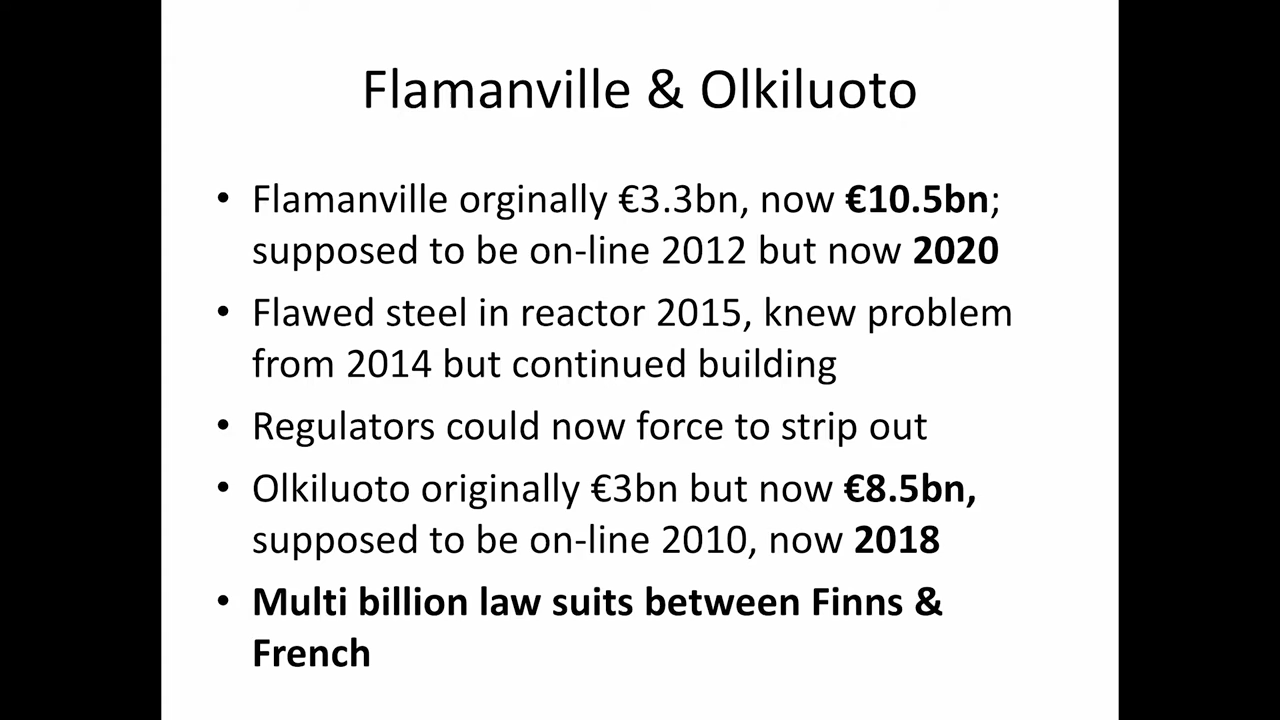 Flamanville & Olkiluoto
• Flamanville orginally €3.3bn, now €10.5bn;
supposed to be on-line 2012 but now 2020
• Flawed steel in reactor 2015, knew problem
from 2014 but continued building
• Regulators could now force to strip out
• Olkiluoto originally €3bn but now €8.5bn,
supposed to be on-line 2010, now 2018
• Multi billion law suits between Finns &
French